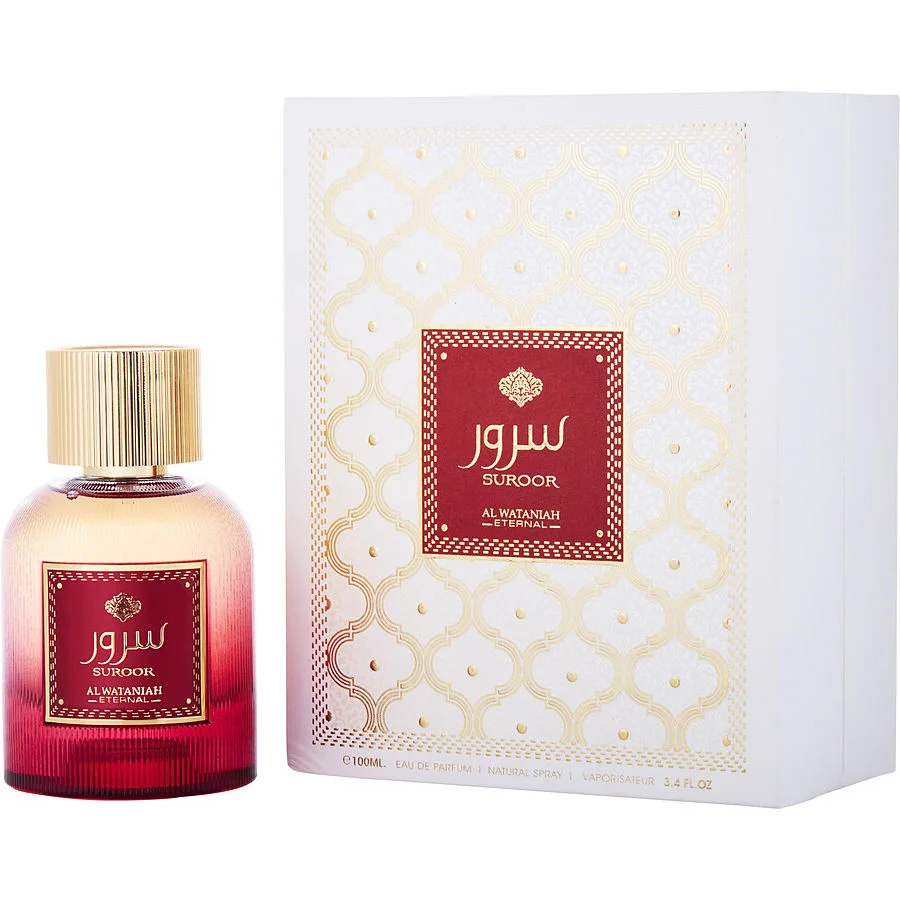 سرور
SUROOR
AL WATANIAH
ETERNAL
سرور
SUROOR
AL WATANIAH
ETERNAL
℮100ML. EAU DE PARFUM | NATURAL SPRAY | VAPORISATEUR 3.4 FL.OZ